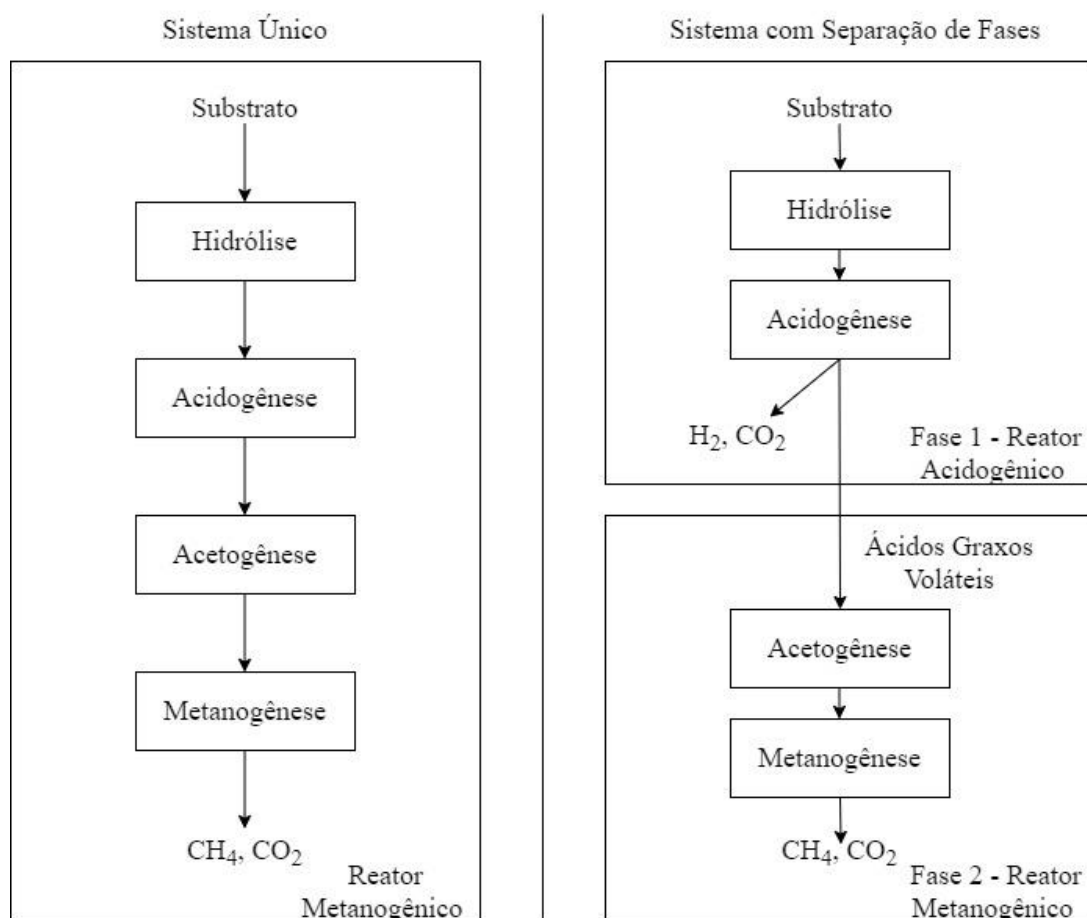 Sistema Único
Substrato
Hidrólise
Acidogênese
Acetogênese
Metanogênese
CH₄, CO₂
Reator
Metanogênico
Sistema com Separação de Fases
Substrato
Hidrólise
Acidogênese
H₂, CO₂
Fase 1 - Reator
Acidogênico
Ácidos Graxos
Voláteis
Acetogênese
Metanogênese
CH₄, CO₂
Fase 2 - Reator
Metanogênico